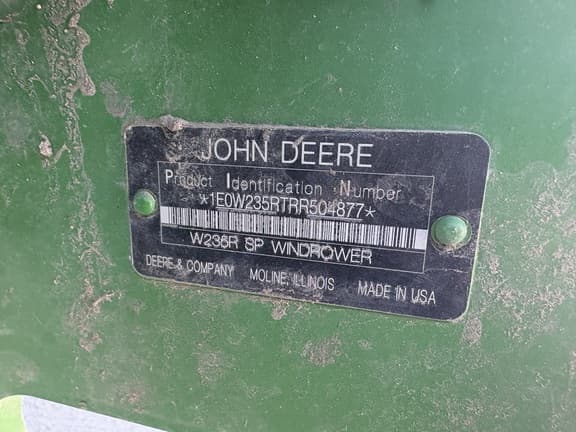 JOHN DEERE
Product Identification Number
*1E0W235RTRR504877*
W235R SP WINDROWER
DEERE & COMPANY MOLINE, ILLINOIS MADE IN USA